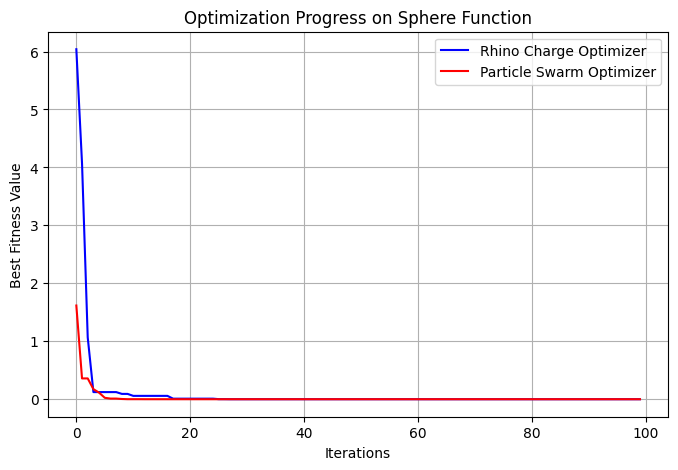 Optimization Progress on Sphere Function
Rhino Charge Optimizer
Particle Swarm Optimizer
Best Fitness Value
6
5
4
3
2
1
0
0 20 40 60 80 100
Iterations